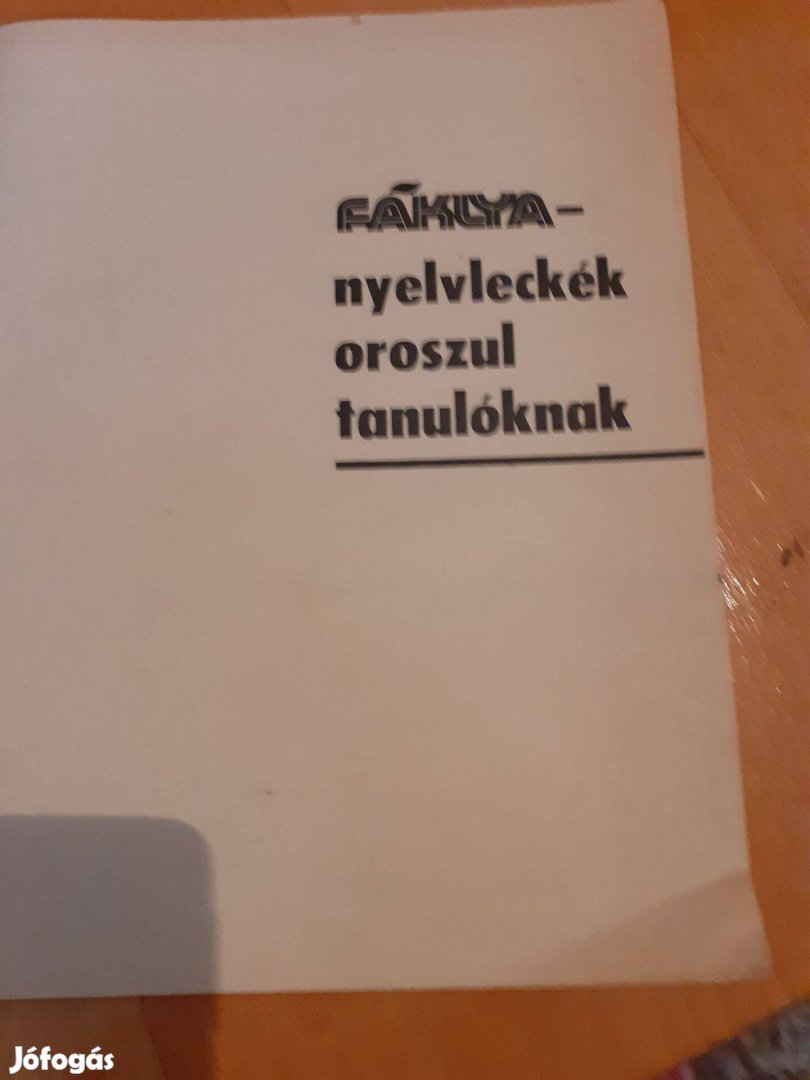 FÁKLYA –
nyelvleckék
oroszul
tanulóknak
Jófogás